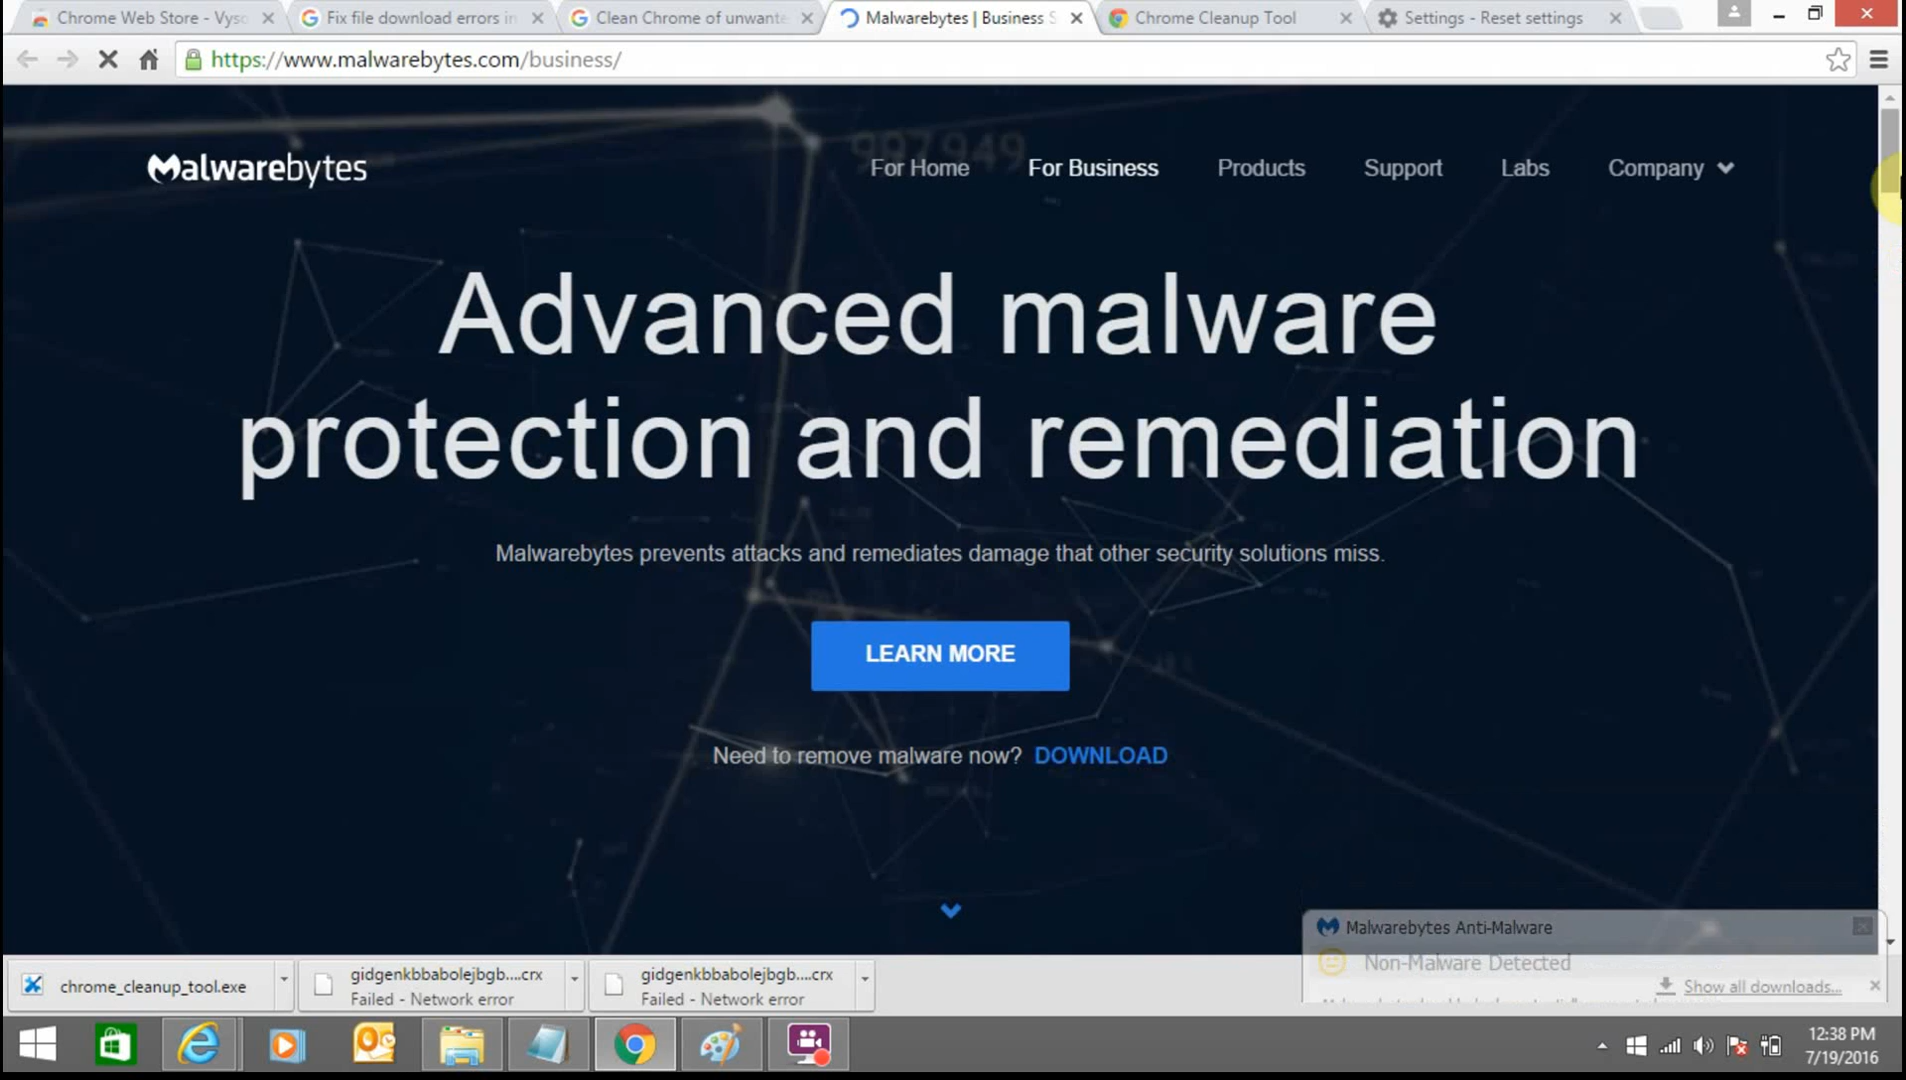 Chrome Web Store - Vys
Fix file download errors in
Clean Chrome of unwante
Malwarebytes | Business S
Chrome Cleanup Tool
Settings - Reset settings
https://www.malwarebytes.com/business/
997949
Malwarebytes
For Home
For Business
Products
Support
Labs
Company
Advanced malware
protection and remediation
Malwarebytes prevents attacks and remediates damage that other security solutions miss.
LEARN MORE
Need to remove malware now? DOWNLOAD
Malwarebytes Anti-Malware
Non-Malware Detected
Show all downloads...
chrome_cleanup_tool.exe
gidgenkbbabolejbgb....crx
Failed - Network error
gidgenkbbabolejbgb....crx
Failed - Network error
12:38 PM
7/19/2016